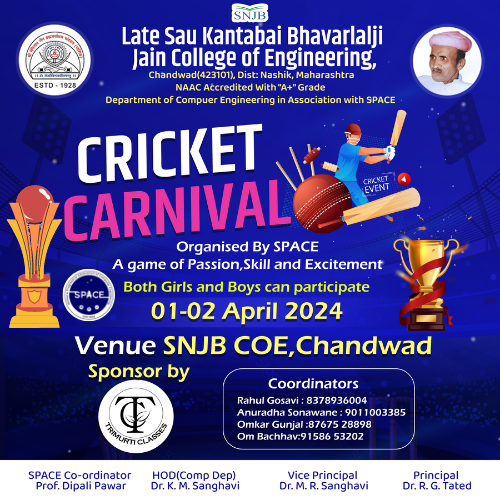 SNJB
Late Sau Kantabai Bhavarlalji
Jain College of Engineering,
Chandwad(423101), Dist: Nashik, Maharashtra
NAAC Accredited With "A+" Grade
Department of Compuer Engineering in Association with SPACE
ESTD - 1928
CRICKET
CARNIVAL
CRICKET
EVENT
4
Organised By SPACE
A game of Passion,Skill and Excitement
Both Girls and Boys can participate
SPACE
01-02 April 2024
Venue SNJB COE,Chandwad
Sponsor by
TRIMURTI CLASSES
Coordinators
Rahul Gosavi : 8378936004
Anuradha Sonawane : 9011003385
Omkar Gunjal :87675 28898
Om Bachhav:91586 53202
SPACE Co-ordinator
Prof. Dipali Pawar
HOD(Comp Dep)
Dr. K. M. Sanghavi
Vice Principal
Dr. M. R. Sanghavi
Principal
Dr. R. G. Tated